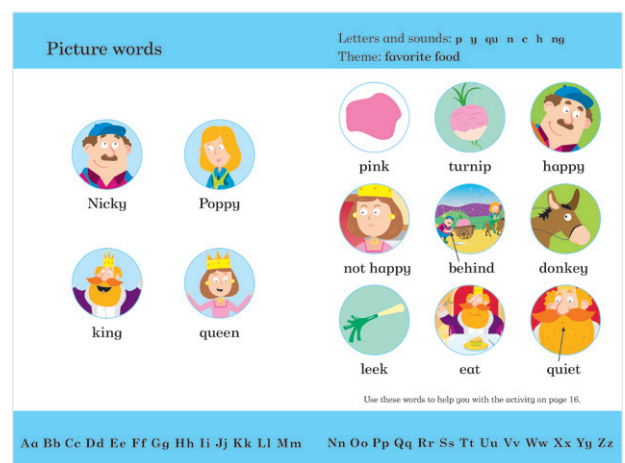 Picture words
Letters and sounds: p y qu n c h ng
Theme: favorite food
Nicky
Poppy
king
queen
pink
turnip
happy
not happy
behind
donkey
leek
eat
quiet
Use these words to help you with the activity on page 16.
Aa Bb Cc Dd Ee Ff Gg Hh Ii Jj Kk Ll Mm
Nn Oo Pp Qq Rr Ss Tt Uu Vv Ww Xx Yy Zz